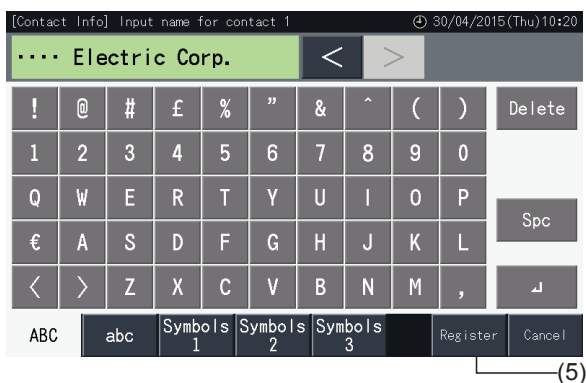 [Contact Info] Input name for contact 1 30/04/2015(Thu)10:20
···· Electric Corp. < >
! @ # £ % ” & ^ ( ) Delete
1 2 3 4 5 6 7 8 9 0
Q W E R T Y U I O P
Spc
€ A S D F G H J K L
〈 〉 Z X C V B N M , ↵
ABC abc Symbols 1 Symbols 2 Symbols 3 Register Cancel
(5)